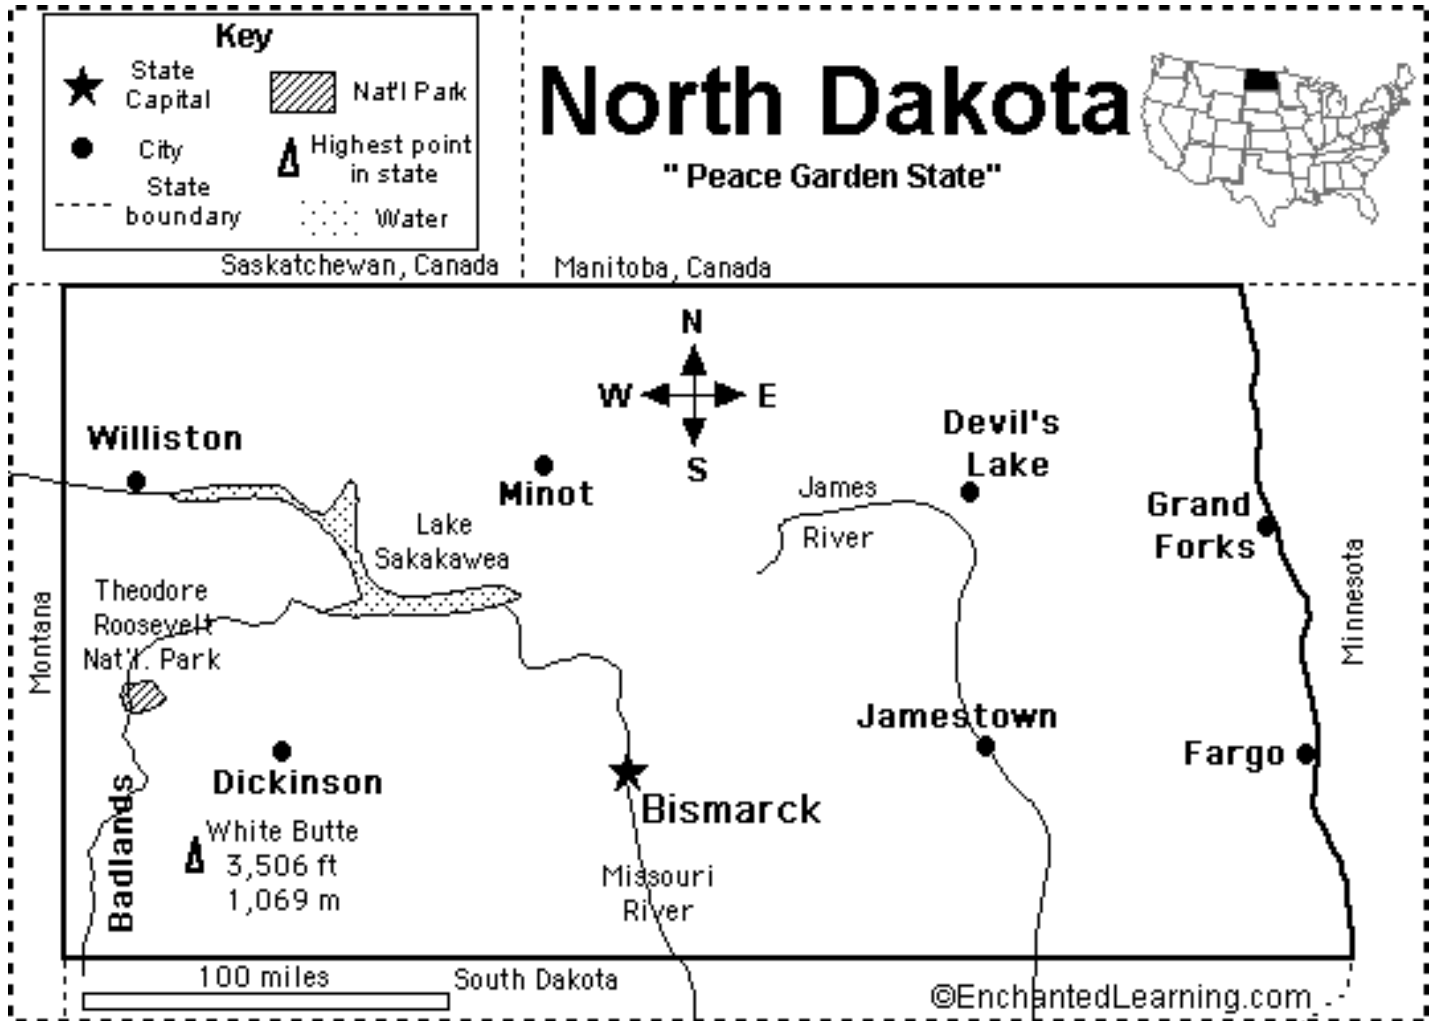 Key
State
Capital
Nat'l Park
City
Highest point
in state
State
boundary
Water
North Dakota
" Peace Garden State"
Saskatchewan, Canada
Manitoba, Canada
N
W
E
S
Williston
Minot
Devil's
Lake
James
River
Grand
Forks
Lake
Sakakawea
Theodore
Roosevelt
Nat'l. Park
Montana
Minnesota
Jamestown
Fargo
Dickinson
Bismarck
Badlands
White Butte
3,506 ft
1,069 m
Missouri
River
100 miles
South Dakota
©EnchantedLearning.com